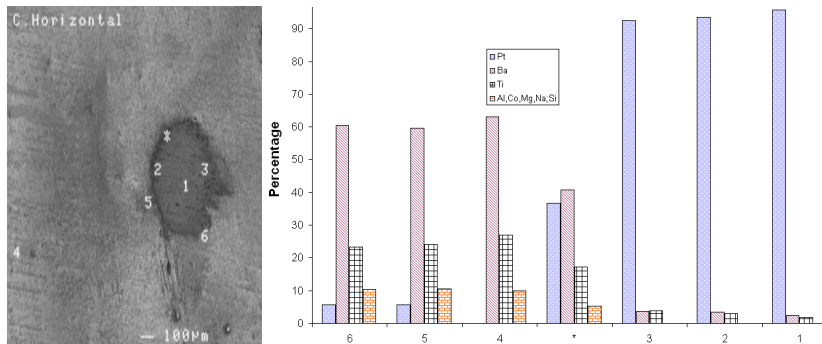 C.Horizontal
*
2
3
1
5
6
4
100µm
Percentage
90
80
70
60
50
40
30
20
10
0
Pt
Ba
Ti
Al,Co,Mg,Na;Si
6 5 4 * 3 2 1